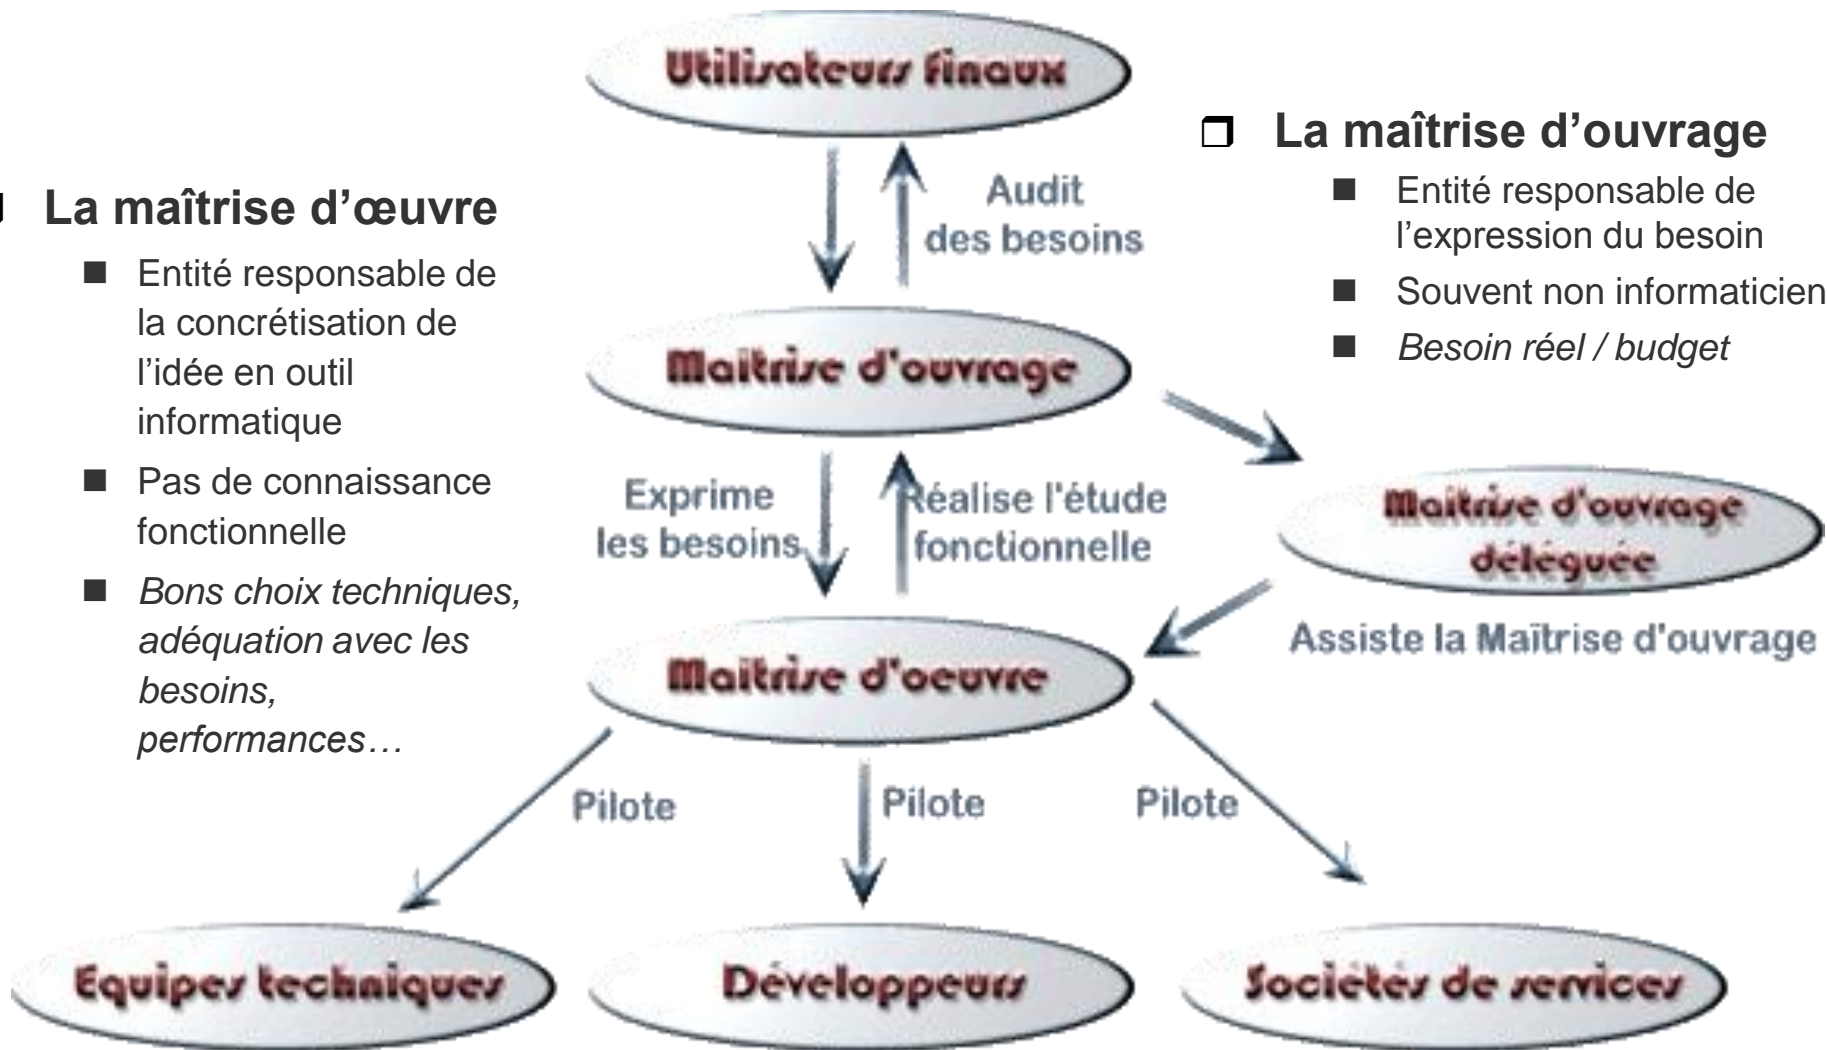 Utilisateurs finaux
La maîtrise d'ouvrage
Entité responsable de
l'expression du besoin
Souvent non informaticien
Besoin réel / budget
La maîtrise d'œuvre
Entité responsable de
la concrétisation de
l'idée en outil
informatique
Pas de connaissance
fonctionnelle
Bons choix techniques,
adéquation avec les
besoins,
performances…
Audit
des besoins
Maîtrise d'ouvrage
Exprime
les besoins
Réalise l'étude
fonctionnelle
Maîtrise d'ouvrage
déléguée
Assiste la Maîtrise d'ouvrage
Maîtrise d'oeuvre
Pilote
Pilote
Pilote
Equipes techniques
Développeurs
Sociétés de services